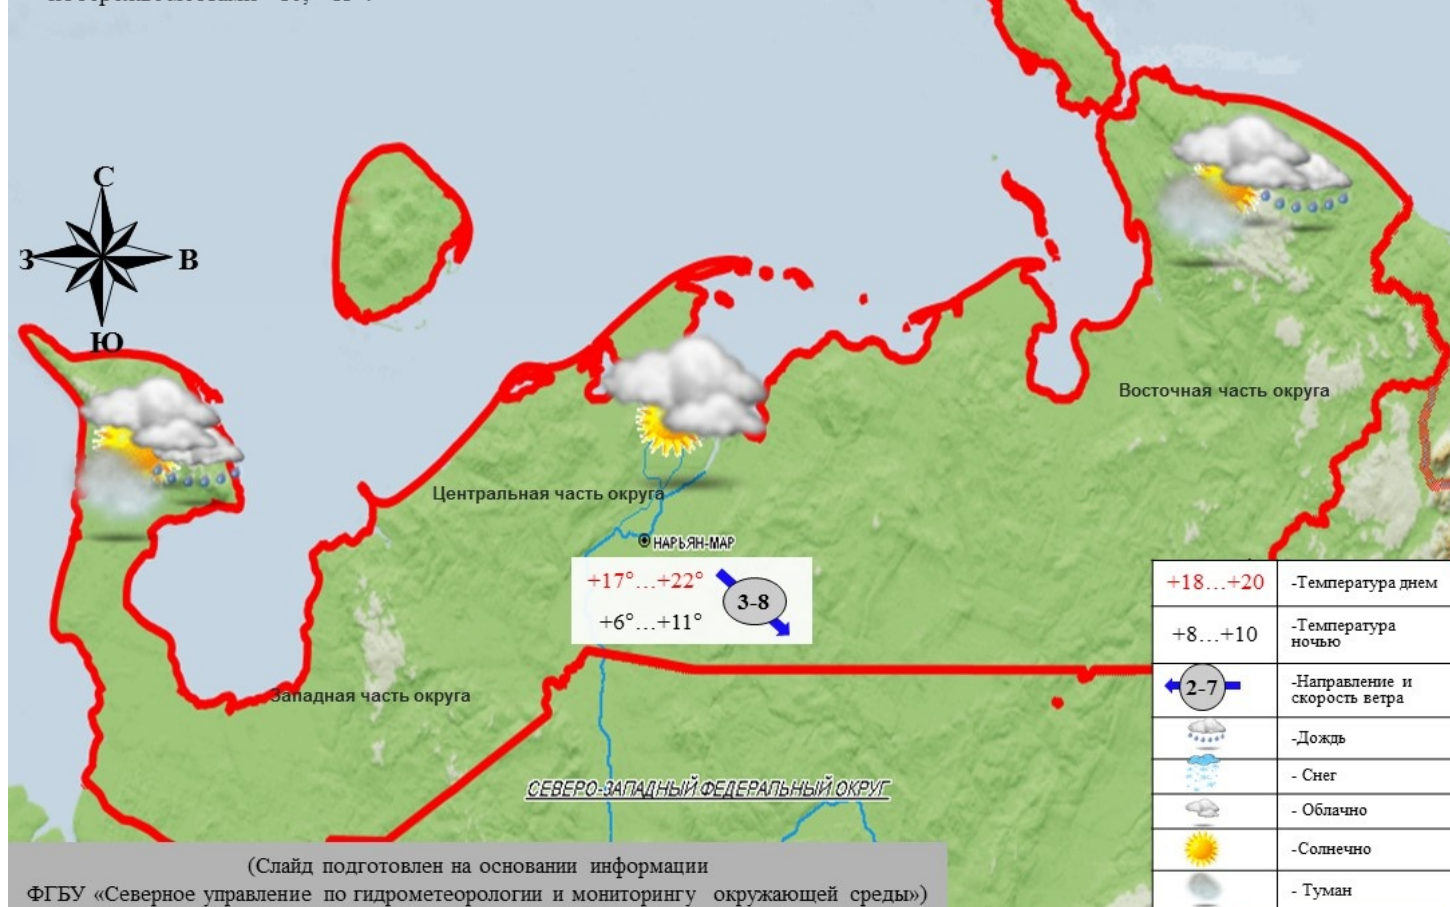 С
З
В
Ю
Восточная часть округа
Центральная часть округа
НАРЬЯН-МАР
+17°…+22°
+6°…+11°
3-8
Западная часть округа
СЕВЕРО-ЗАПАДНЫЙ ФЕДЕРАЛЬНЫЙ ОКРУГ
+18…+20
-Температура днем
+8…+10
-Температура
ночью
2-7
-Направление и
скорость ветра
-Дождь
- Снег
- Облачно
-Солнечно
- Туман
(Слайд подготовлен на основании информации
ФГБУ «Северное управление по гидрометеорологии и мониторингу окружающей среды»)